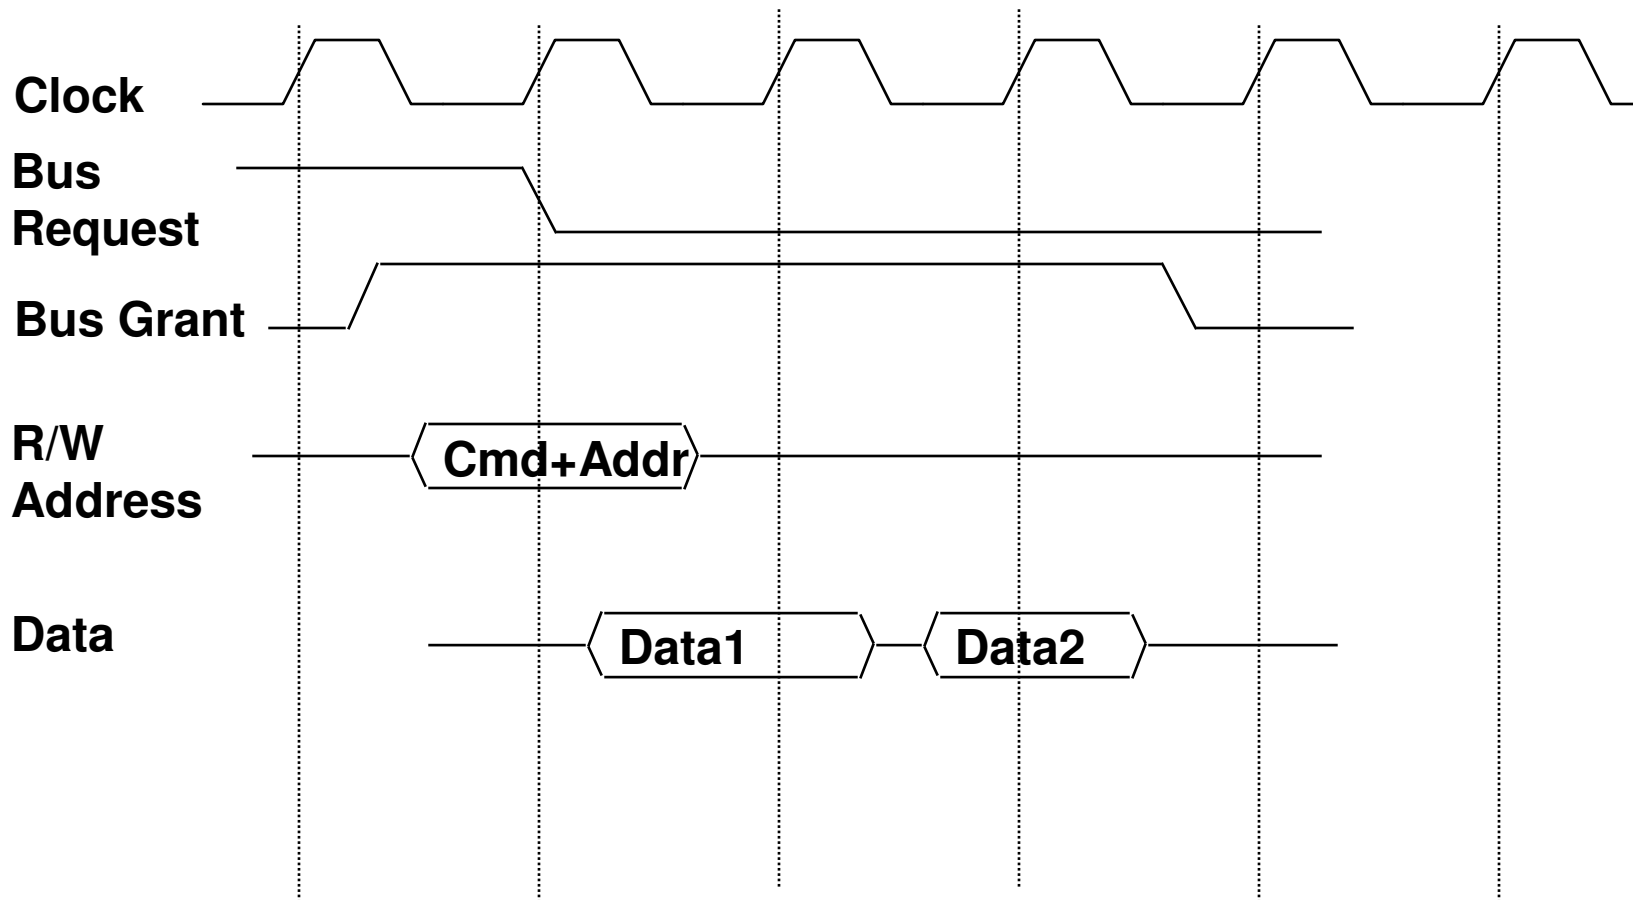 Clock
Bus
Request
Bus Grant
R/W
Address
Cmd+Addr
Data
Data1
Data2